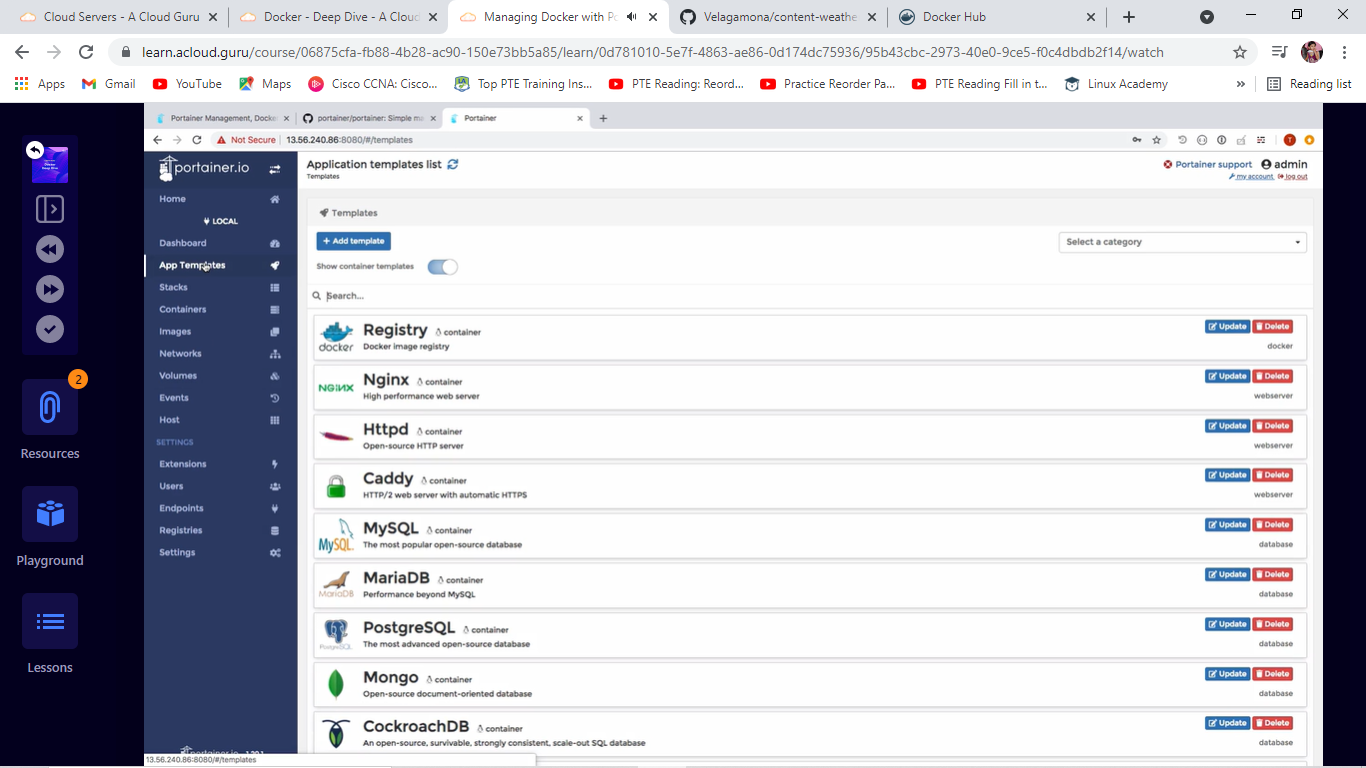 Cloud Servers - A Cloud Guru
Docker - Deep Dive - A Cloud
Managing Docker with Po
Velagamona/content-weathe
Docker Hub
learn.acloud.guru/course/06875cfa-fb88-4b28-ac90-150e73bb5a85/learn/0d781010-5e7f-4863-ae86-0d174dc75936/95b43cbc-2973-40e0-9ce5-f0c4dbdb2f14/watch
Apps
Gmail
YouTube
Maps
Cisco CCNA: Cisco...
Top PTE Training Ins...
PTE Reading: Reord...
Practice Reorder Pa...
PTE Reading Fill in t...
Linux Academy
»
Reading list
Docker
Deep Dive
2
Resources
Playground
Lessons
Portainer Management, Docke
portainer/portainer: Simple ma
Portainer
Not Secure
13.56.240.86:8080/#/templates
T
portainer.io
Home
LOCAL
Dashboard
App Templates
Stacks
Containers
Images
Networks
Volumes
Events
Host
SETTINGS
Extensions
Users
Endpoints
Registries
Settings
portainer.io 1.20.1
Application templates list
Templates
Portainer support
admin
my account
log out
Templates
+ Add template
Select a category
Show container templates
Search...
docker
Registry container
Docker image registry
Update Delete
docker
NGINX
Nginx container
High performance web server
Update Delete
webserver
Httpd container
Open-source HTTP server
Update Delete
webserver
Caddy container
HTTP/2 web server with automatic HTTPS
Update Delete
webserver
MySQL
MySQL container
The most popular open-source database
Update Delete
database
MariaDB
MariaDB container
Performance beyond MySQL
Update Delete
database
PostgreSQL
PostgreSQL container
The most advanced open-source database
Update Delete
database
Mongo container
Open-source document-oriented database
Update Delete
database
CockroachDB container
An open-source, survivable, strongly consistent, scale-out SQL database
Update Delete
database
13.56.240.86:8080/#/templates